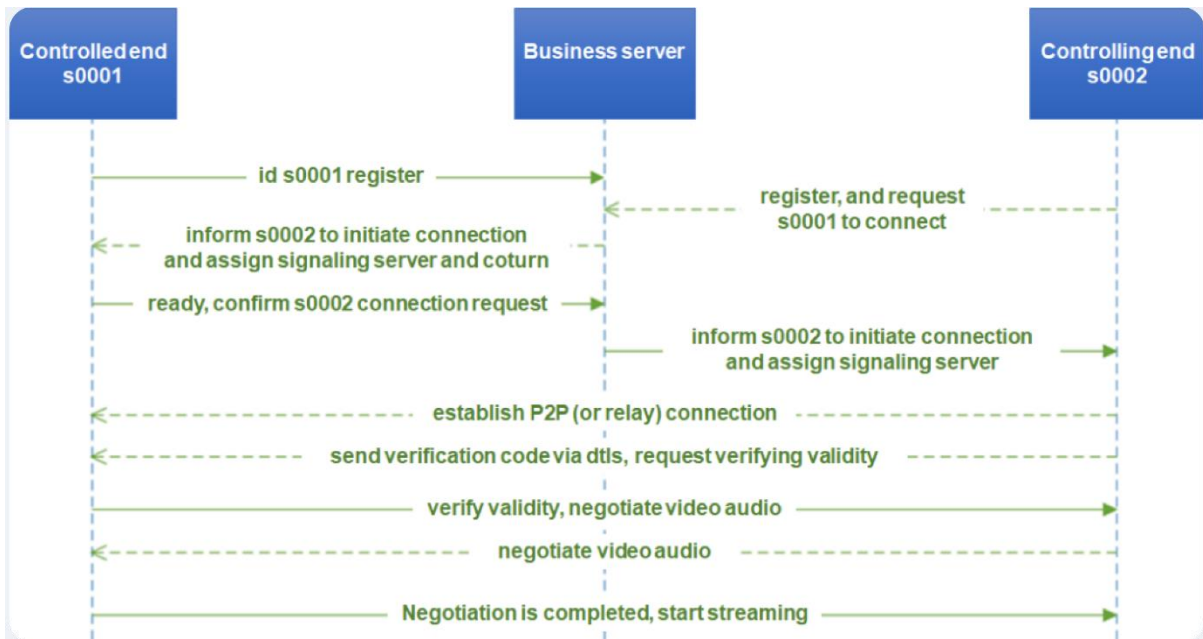 Controlled end
s0001
Business server
Controlling end
s0002
id s0001 register
register, and request
s0001 to connect
inform s0002 to initiate connection
and assign signaling server and coturn
ready, confirm s0002 connection request
inform s0002 to initiate connection
and assign signaling server
establish P2P (or relay) connection
send verification code via dtls, request verifying validity
verify validity, negotiate video audio
negotiate video audio
Negotiation is completed, start streaming